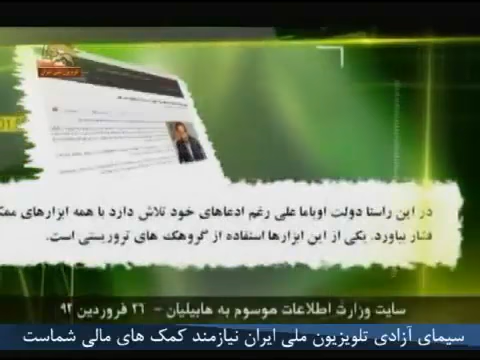 در این راستا دولت اوباما علی رغم ادعاهای خود تلاش دارد با همه ابزارهای ممک
فشار بیاورد. یکی از این ابزارها استفاده از گروهک های تروریستی است.
سایت وزارت اطلاعات موسوم به هابیلیان - ۲۶ فروردین ۹۲
سیمای آزادی تلویزیون ملی ایران نیازمند کمک های مالی شماست